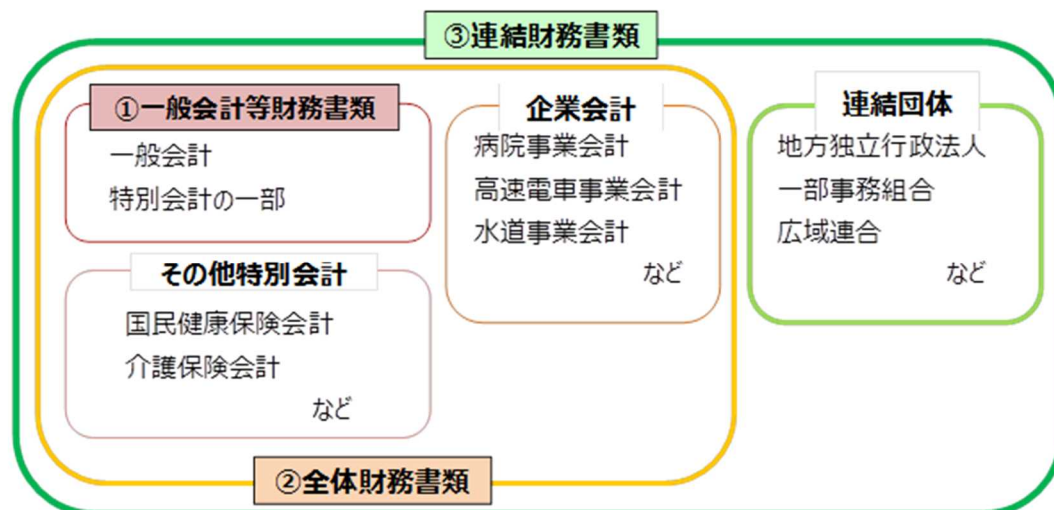 ③連結財務書類
①一般会計等財務書類
一般会計
特別会計の一部
その他特別会計
国民健康保険会計
介護保険会計
など
企業会計
病院事業会計
高速電車事業会計
水道事業会計
など
②全体財務書類
連結団体
地方独立行政法人
一部事務組合
広域連合
など